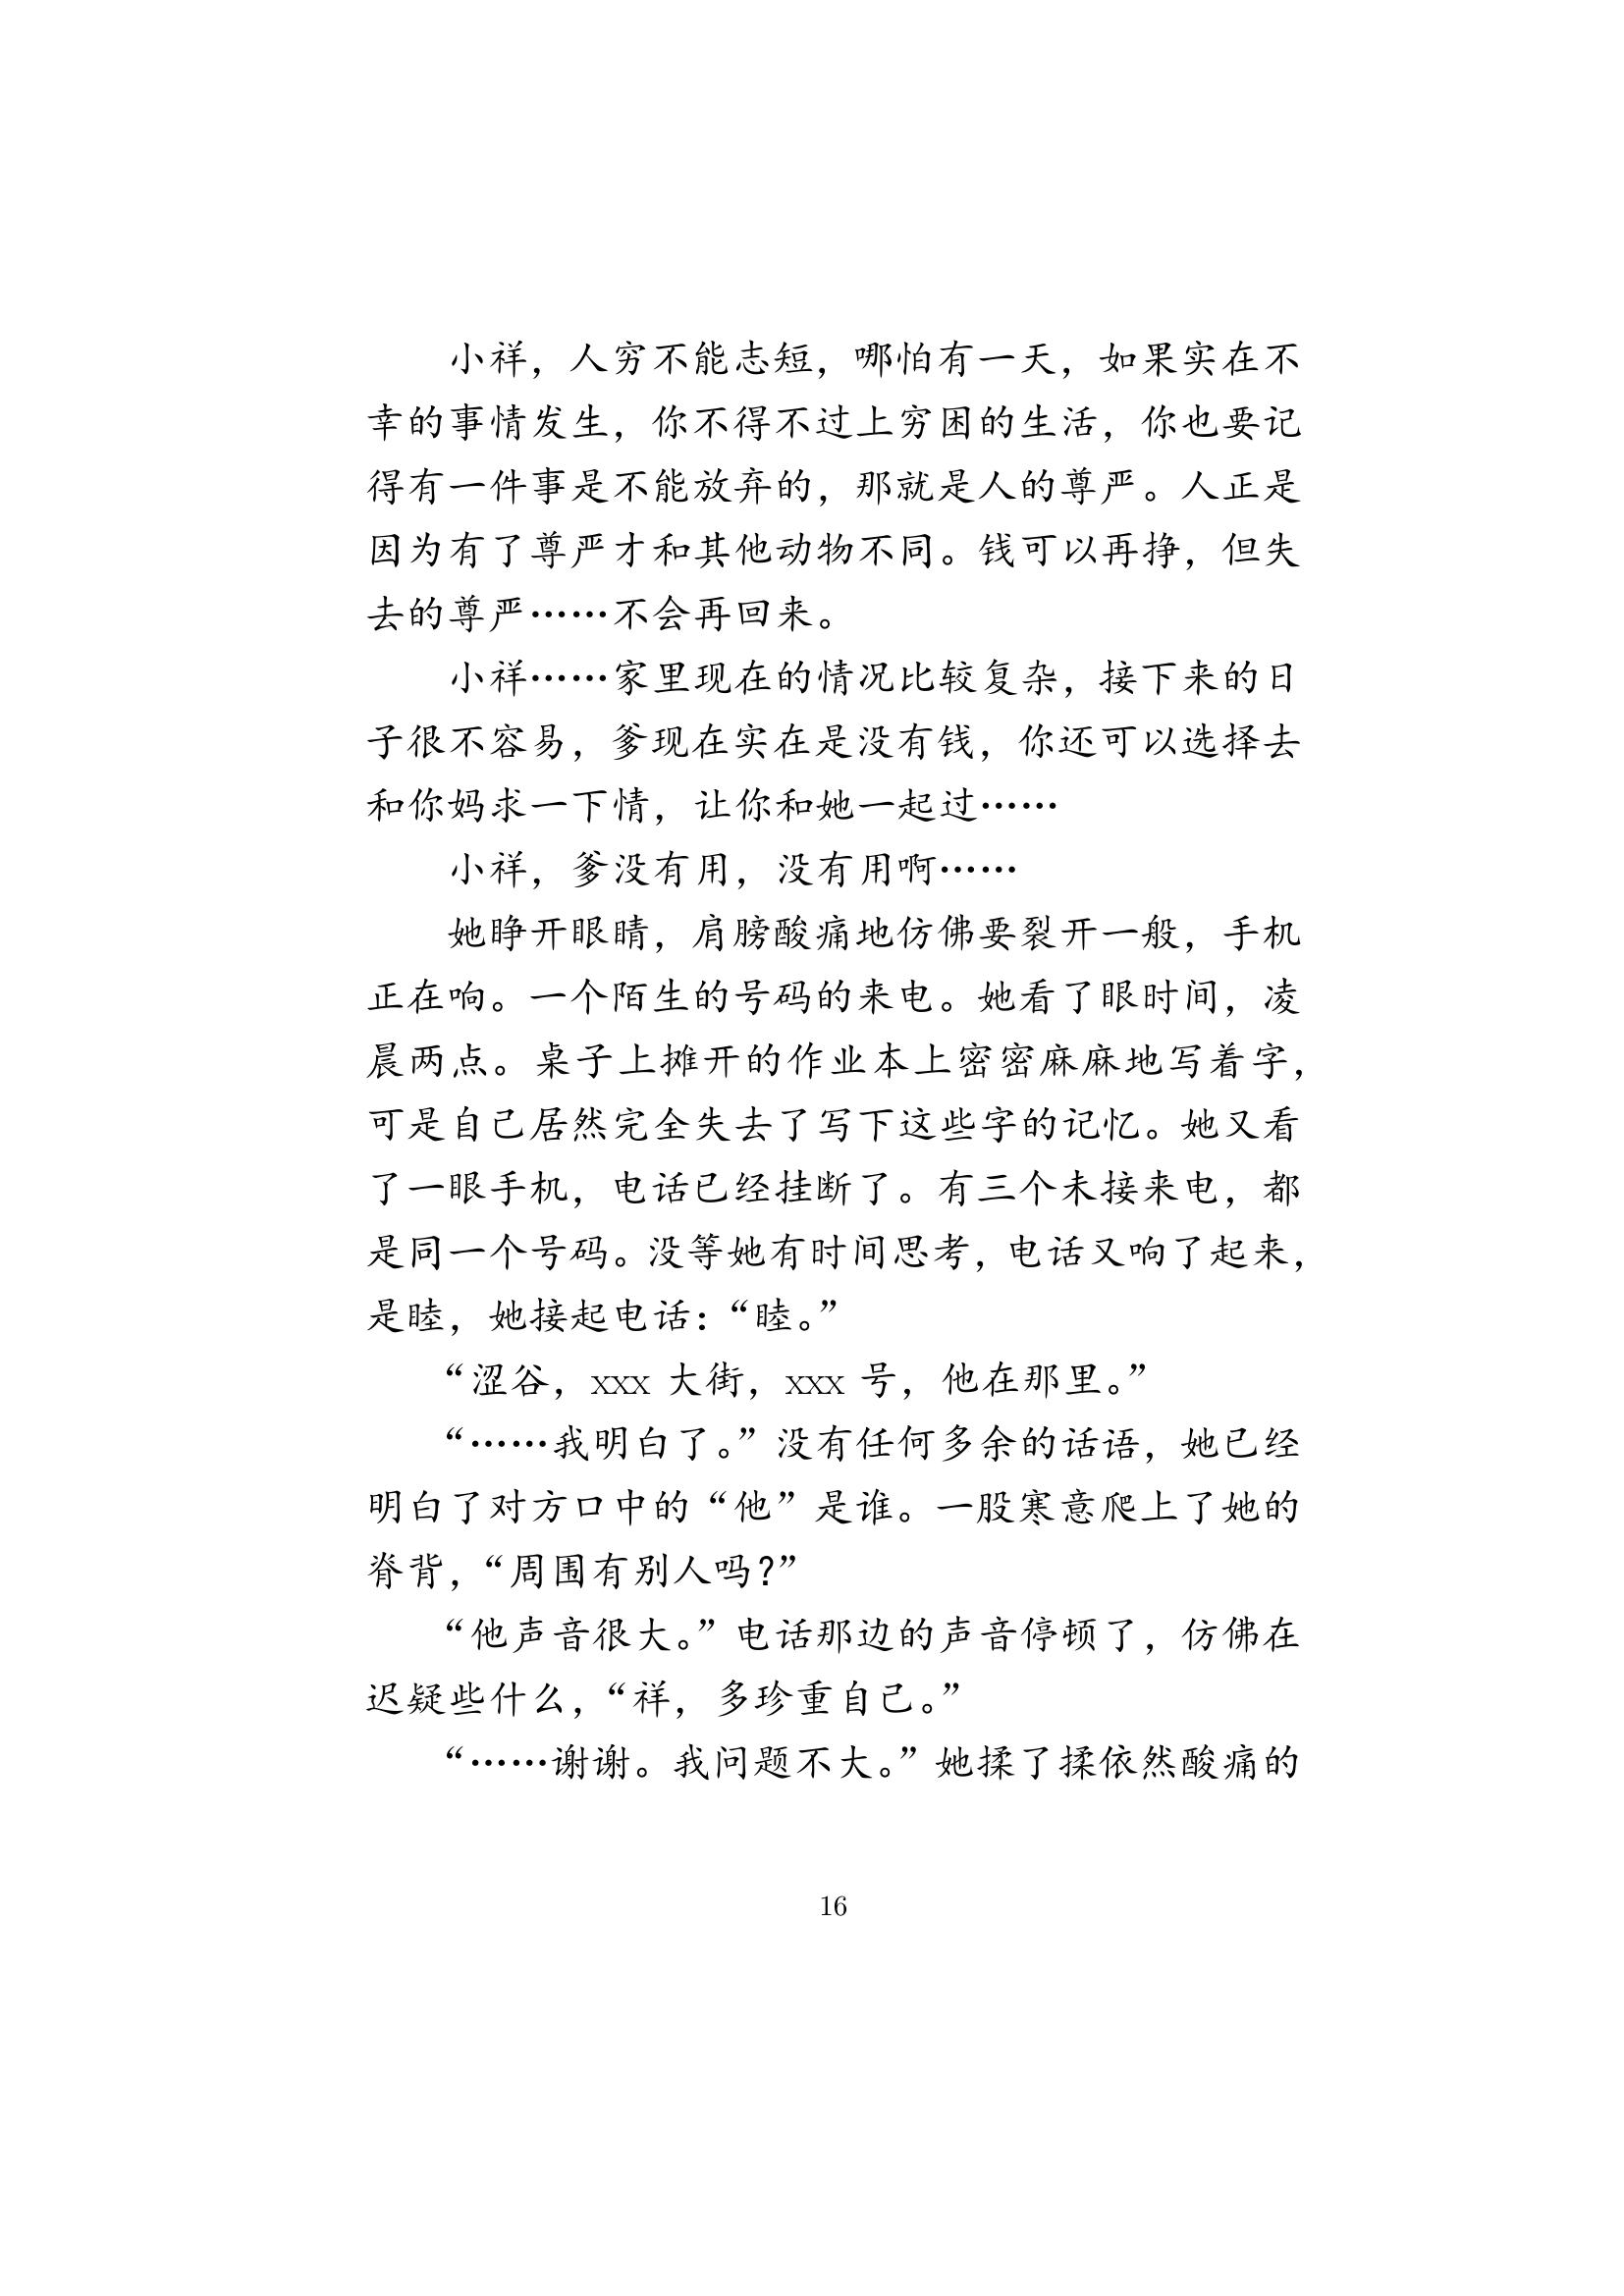 小祥，人穷不能志短，哪怕有一天，如果实在不
幸的事情发生，你不得不过上穷困的生活，你也要记
得有一件事是不能放弃的，那就是人的尊严。人正是
因为有了尊严才和其他动物不同。钱可以再挣，但失
去的尊严……不会再回来。
小祥……家里现在的情况比较复杂，接下来的日
子很不容易，爹现在实在是没有钱，你还可以选择去
和你妈求一下情，让你和她一起过……
小祥，爹没有用，没有用啊……
她睁开眼睛，肩膀酸痛地仿佛要裂开一般，手机
正在响。一个陌生的号码的来电。她看了眼时间，凌
晨两点。桌子上摊开的作业本上密密麻麻地写着字，
可是自己居然完全失去了写下这些字的记忆。她又看
了一眼手机，电话已经挂断了。有三个未接来电，都
是同一个号码。没等她有时间思考，电话又响了起来，
是睦，她接起电话：“睦。”
“涩谷，xxx 大街，xxx 号，他在那里。”
“……我明白了。”没有任何多余的话语，她已经
明白了对方口中的“他”是谁。一股寒意爬上了她的
脊背，“周围有别人吗？”
“他声音很大。”电话那边的声音停顿了，仿佛在
迟疑些什么，“祥，多珍重自己。”
“……谢谢。我问题不大。”她揉了揉依然酸痛的
16